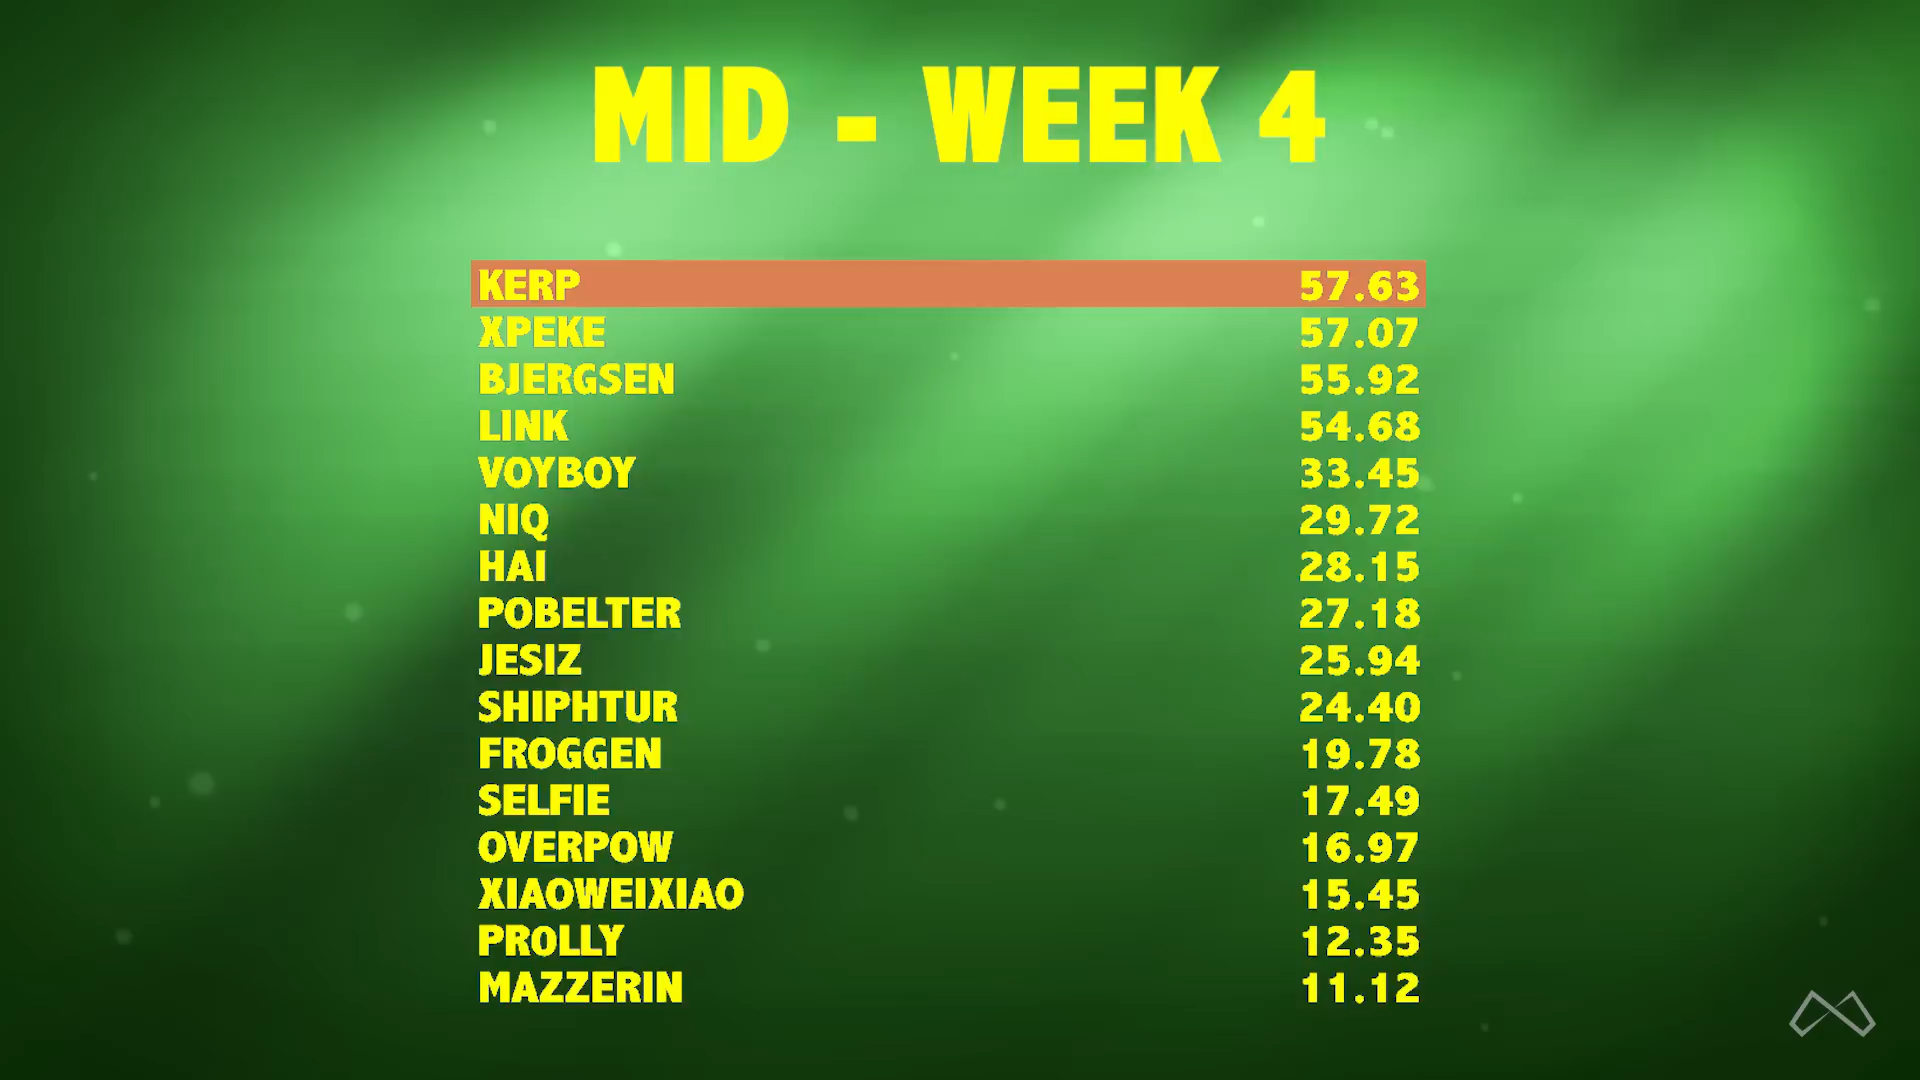 MID - WEEK 4
KERP 57.63
XPEKE 57.07
BJERGSEN 55.92
LINK 54.68
VOYBOY 33.45
NIQ 29.72
HAI 28.15
POBELTER 27.18
JESIZ 25.94
SHIPHTUR 24.40
FROGGEN 19.78
SELFIE 17.49
OVERPOW 16.97
XIAOWEIXIAO 15.45
PROLLY 12.35
MAZZERIN 11.12